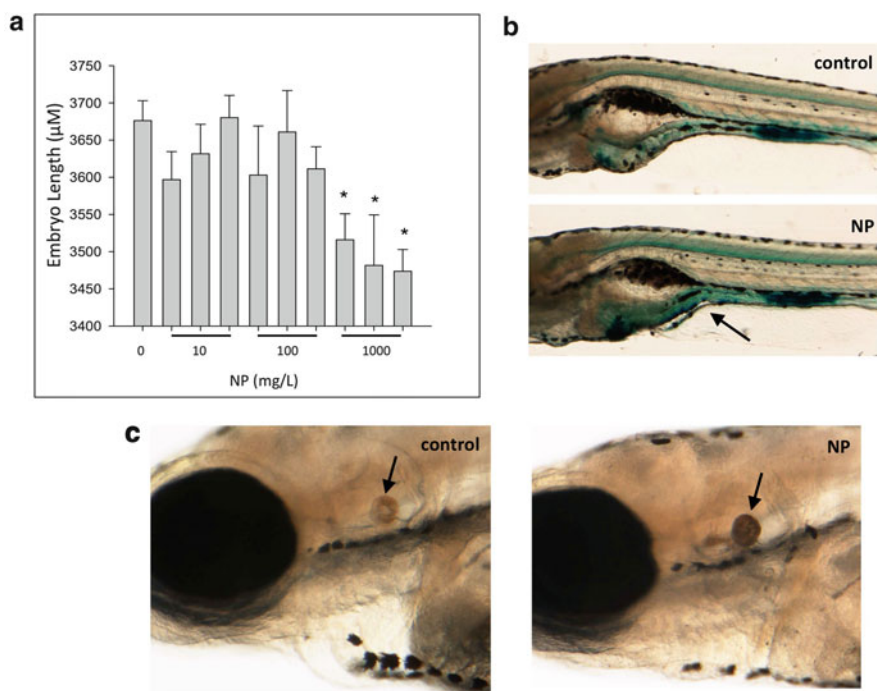 a
3750
3700
3650
3600
3550
3500
3450
3400
Embryo Length (µM)
* * *
0 10 100 1000
NP (mg/L)
b
control
NP
c
control
NP